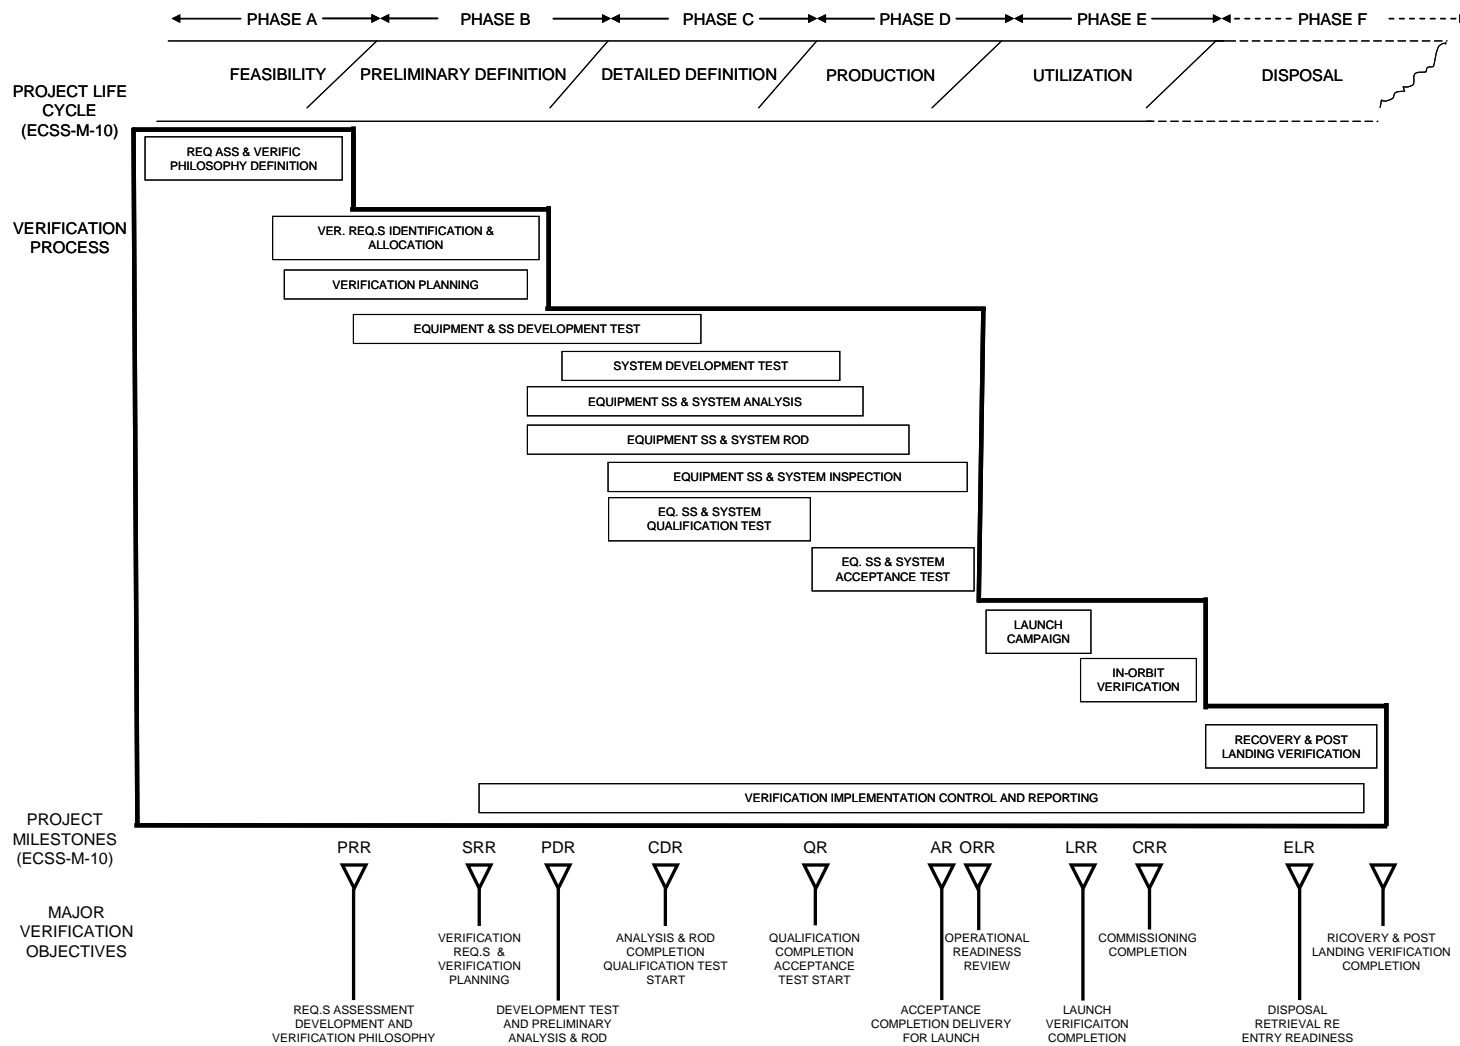 PHASE A
PHASE B
PHASE C
PHASE D
PHASE E
PHASE F
FEASIBILITY
PRELIMINARY DEFINITION
DETAILED DEFINITION
PRODUCTION
UTILIZATION
DISPOSAL
PROJECT LIFE
CYCLE
(ECSS-M-10)
REQ ASS & VERIFIC
PHILOSOPHY DEFINITION
VERIFICATION
PROCESS
VER. REQ.S IDENTIFICATION &
ALLOCATION
VERIFICATION PLANNING
EQUIPMENT & SS DEVELOPMENT TEST
SYSTEM DEVELOPMENT TEST
EQUIPMENT SS & SYSTEM ANALYSIS
EQUIPMENT SS & SYSTEM ROD
EQUIPMENT SS & SYSTEM INSPECTION
EQ. SS & SYSTEM
QUALIFICATION TEST
EQ. SS & SYSTEM
ACCEPTANCE TEST
LAUNCH
CAMPAIGN
IN-ORBIT
VERIFICATION
RECOVERY & POST
LANDING VERIFICATION
VERIFICATION IMPLEMENTATION CONTROL AND REPORTING
PROJECT
MILESTONES
(ECSS-M-10)
PRR
SRR
PDR
CDR
QR
AR
ORR
LRR
CRR
ELR
MAJOR
VERIFICATION
OBJECTIVES
VERIFICATION
REQ.S &
VERIFICATION
PLANNING
ANALYSIS & ROD
COMPLETION
QUALIFICATION TEST
START
QUALIFICATION
COMPLETION
ACCEPTANCE
TEST START
OPERATIONAL
READINESS
REVIEW
COMMISSIONING
COMPLETION
RICOVERY & POST
LANDING VERIFICATION
COMPLETION
REQ.S ASSESSMENT
DEVELOPMENT AND
VERIFICATION PHILOSOPHY
DEVELOPMENT TEST
AND PRELIMINARY
ANALYSIS & ROD
ACCEPTANCE
COMPLETION DELIVERY
FOR LAUNCH
LAUNCH
VERIFICAITON
COMPLETION
DISPOSAL
RETRIEVAL RE
ENTRY READINESS